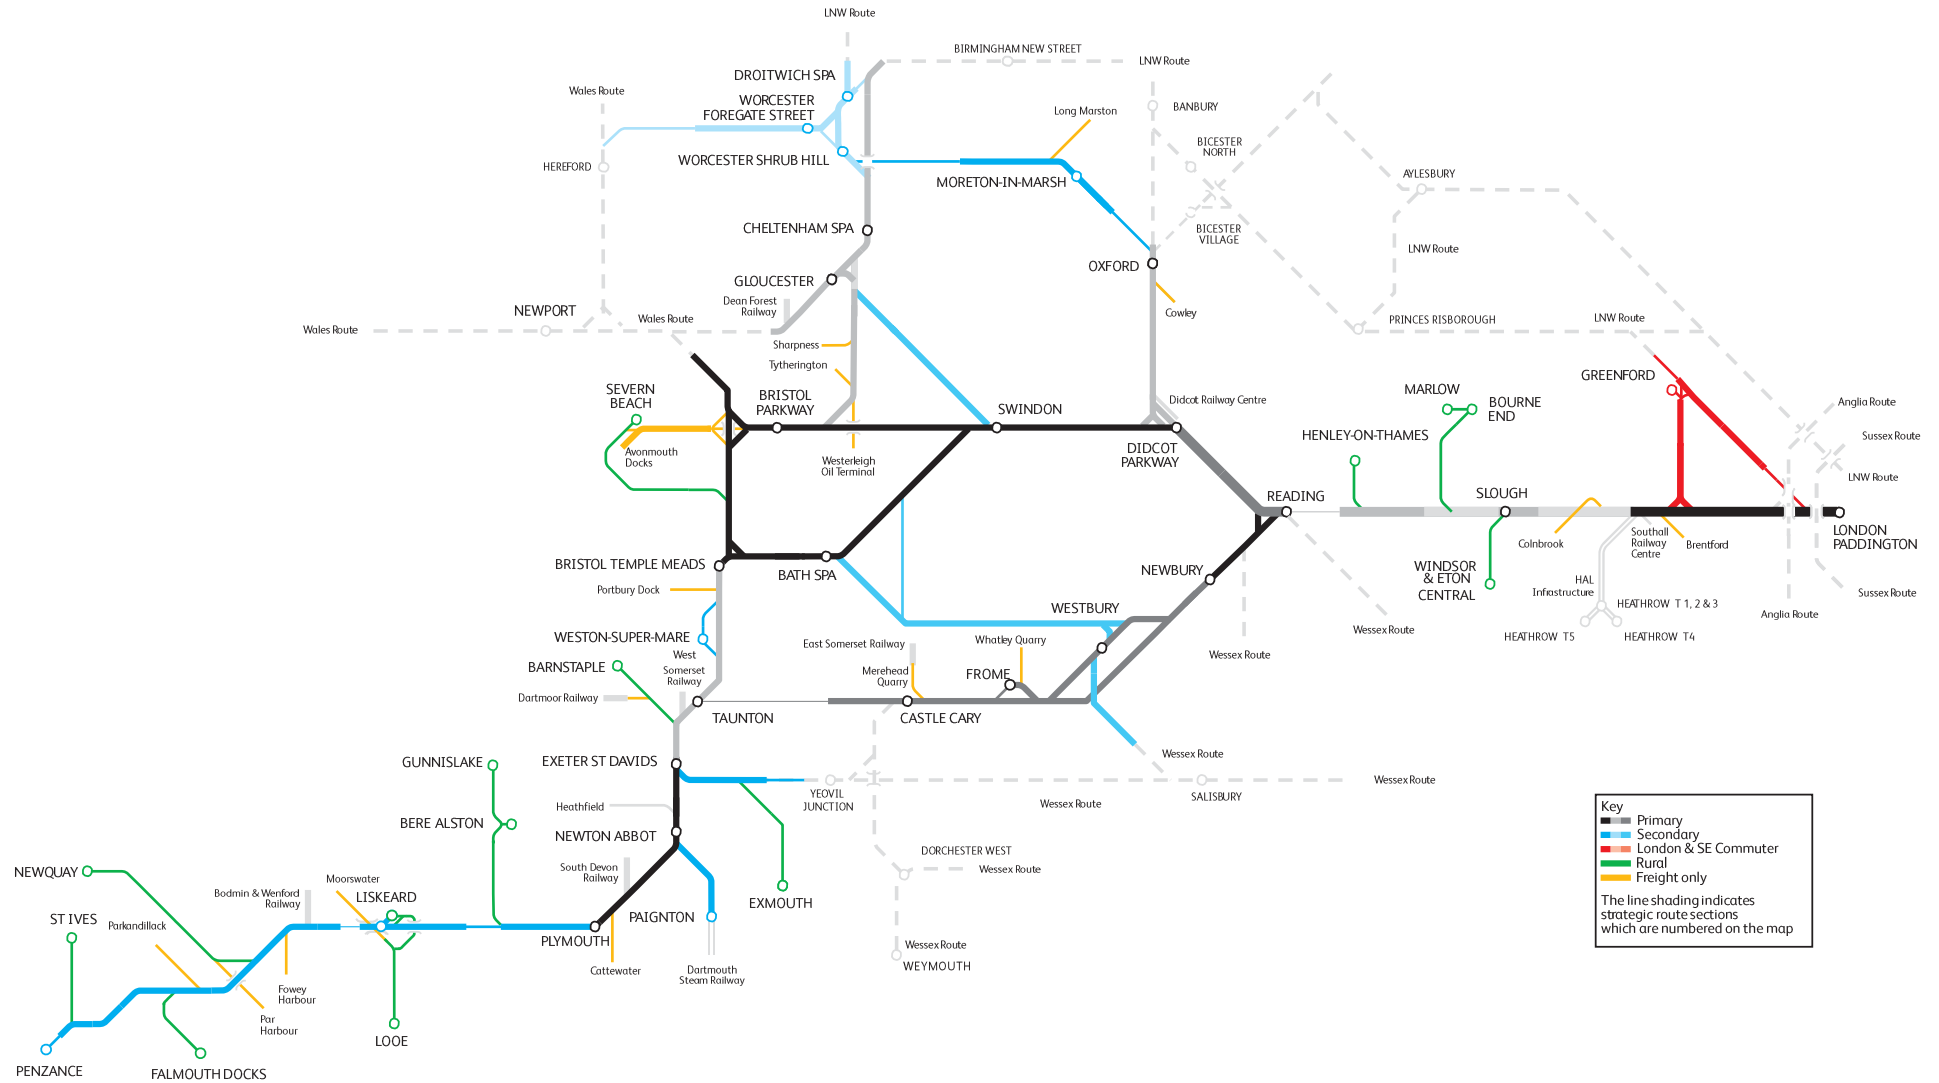 LNW Route
BIRMINGHAM NEW STREET
LNW Route
DROITWICH SPA
Wales Route
WORCESTER
FOREGATE STREET
Long Marston
BANBURY
BICESTER
NORTH
HEREFORD
WORCESTER SHRUB HILL
MORETON-IN-MARSH
AYLESBURY
CHELTENHAM SPA
BICESTER
VILLAGE
LNW Route
OXFORD
GLOUCESTER
Dean Forest
Railway
NEWPORT
Wales Route
Wales Route
Cowley
PRINCES RISBOROUGH
LNW Route
Sharpness
Tytherington
GREENFORD
SEVERN
BEACH
BRISTOL
PARKWAY
SWINDON
Didcot Railway Centre
MARLOW
BOURNE
END
Anglia Route
Sussex Route
HENLEY-ON-THAMES
Avonmouth
Docks
Westerleigh
Oil Terminal
DIDCOT
PARKWAY
LNW Route
READING
SLOUGH
LONDON
PADDINGTON
Colnbrook
Southall
Railway
Centre
Brentford
BRISTOL TEMPLE MEADS
BATH SPA
NEWBURY
WINDSOR
& ETON
CENTRAL
HAL
Infrastructure
HEATHROW T 1, 2 & 3
Sussex Route
Portbury Dock
WESTBURY
Anglia Route
WESTON-SUPER-MARE
East Somerset Railway
Whatley Quarry
Wessex Route
HEATHROW T5
HEATHROW T4
West
Somerset
Railway
BARNSTAPLE
Merehead
Quarry
FROME
Wessex Route
Dartmoor Railway
TAUNTON
CASTLE CARY
GUNNISLAKE
EXETER ST DAVIDS
Wessex Route
YEOVIL
JUNCTION
SALISBURY
Wessex Route
Wessex Route
Heathfield
BERE ALSTON
NEWTON ABBOT
DORCHESTER WEST
Wessex Route
NEWQUAY
Moorswater
South Devon
Railway
Bodmin & Wenford
Railway
LISKEARD
PAIGNTON
EXMOUTH
ST IVES
Parkandillack
PLYMOUTH
Wessex Route
WEYMOUTH
Cattewater
Dartmouth
Steam Railway
Fowey
Harbour
Par
Harbour
LOOE
PENZANCE
FALMOUTH DOCKS
Key
Primary
Secondary
London & SE Commuter
Rural
Freight only
The line shading indicates
strategic route sections
which are numbered on the map